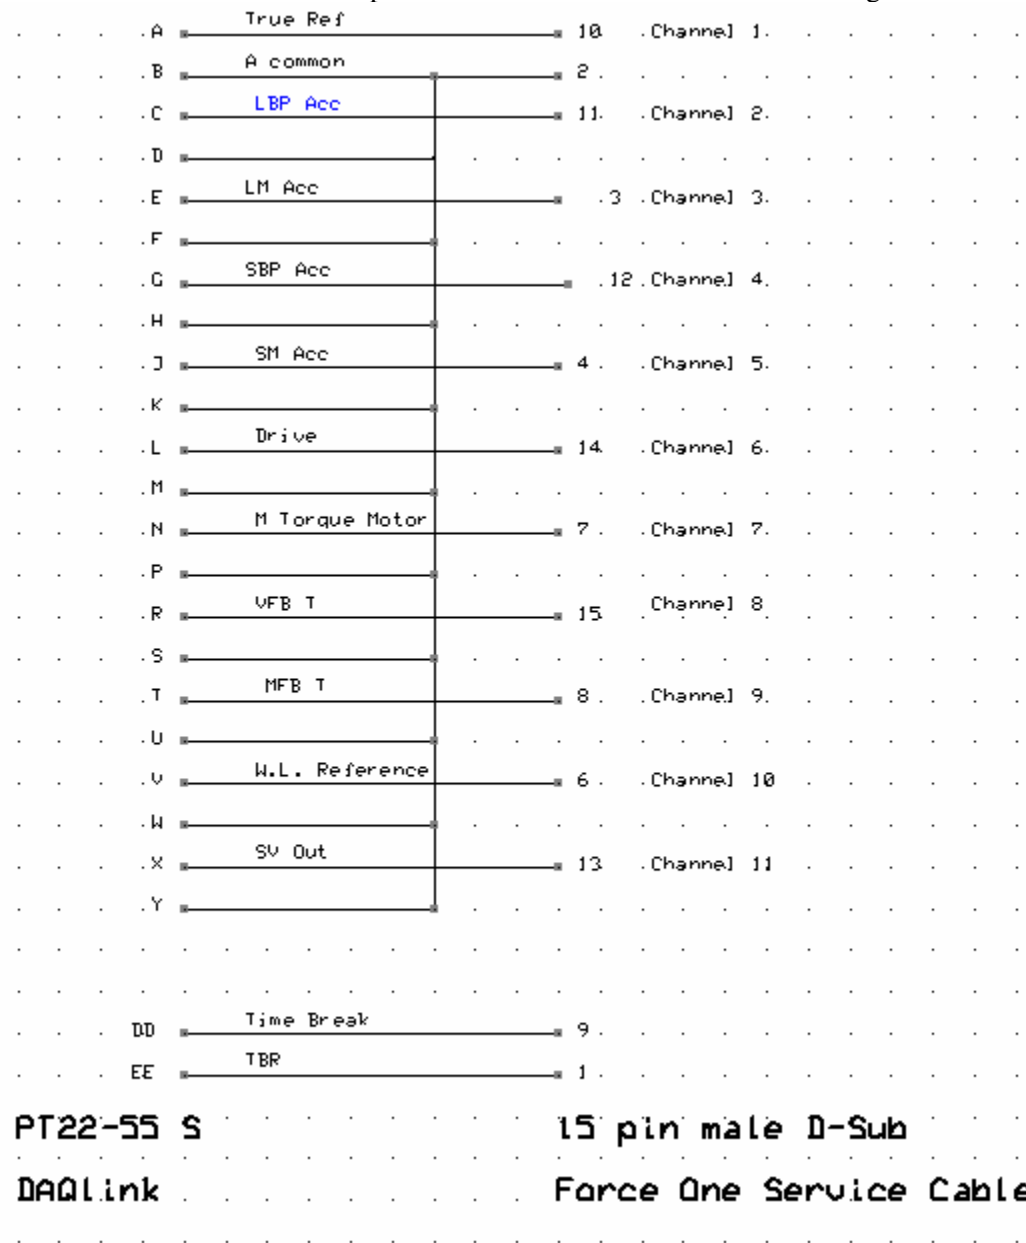 True Ref
A 10 Channel 1
A common
B 2
LBP Acc
C 11 Channel 2
D
LM Acc
E 3 Channel 3
F
SBP Acc
G 12 Channel 4
H
SM Acc
J 4 Channel 5
K
Drive
L 14 Channel 6
M
M Torque Motor
N 7 Channel 7
P
VFB T
R 15 Channel 8
S
MFB T
T 8 Channel 9
U
W.L. Reference
V 6 Channel 10
W
SV Out
X 13 Channel 11
Y
Time Break
DD 9
TBR
EE 1
PT22-55 S 15 pin male D-Sub
DAQlink Force One Service Cable